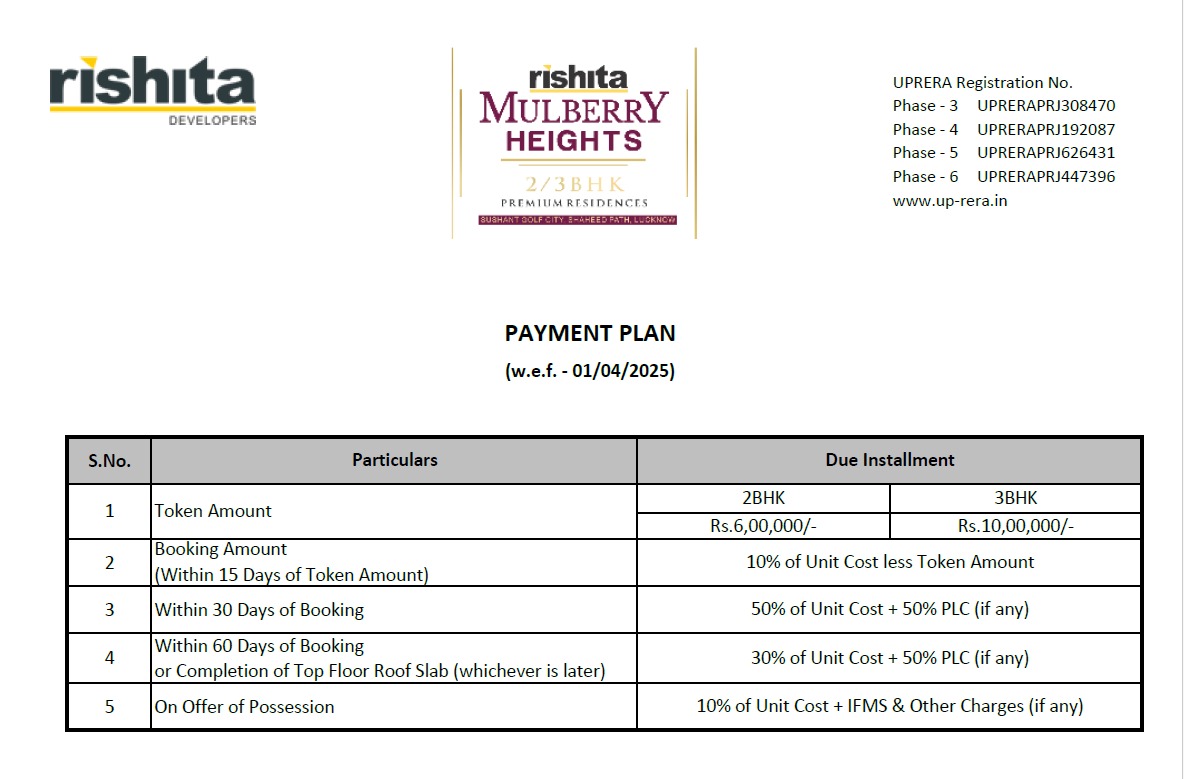 rishita
DEVELOPERS
rishita
MULBERRY
HEIGHTS
2/3BHK
PREMIUM RESIDENCES
SUSHANT GOLF CITY, SHAHEED PATH, LUCKNOW
UPRERA Registration No.
Phase - 3 UPRERAPRJ308470
Phase - 4 UPRERAPRJ192087
Phase - 5 UPRERAPRJ626431
Phase - 6 UPRERAPRJ447396
www.up-rera.in
PAYMENT PLAN
(w.e.f. - 01/04/2025)
S.No. Particulars Due Installment
1 Token Amount
2BHK 3BHK
Rs.6,00,000/- Rs.10,00,000/-
2 Booking Amount
(Within 15 Days of Token Amount)
10% of Unit Cost less Token Amount
3 Within 30 Days of Booking 50% of Unit Cost + 50% PLC (if any)
4 Within 60 Days of Booking
or Completion of Top Floor Roof Slab (whichever is later)
30% of Unit Cost + 50% PLC (if any)
5 On Offer of Possession 10% of Unit Cost + IFMS & Other Charges (if any)